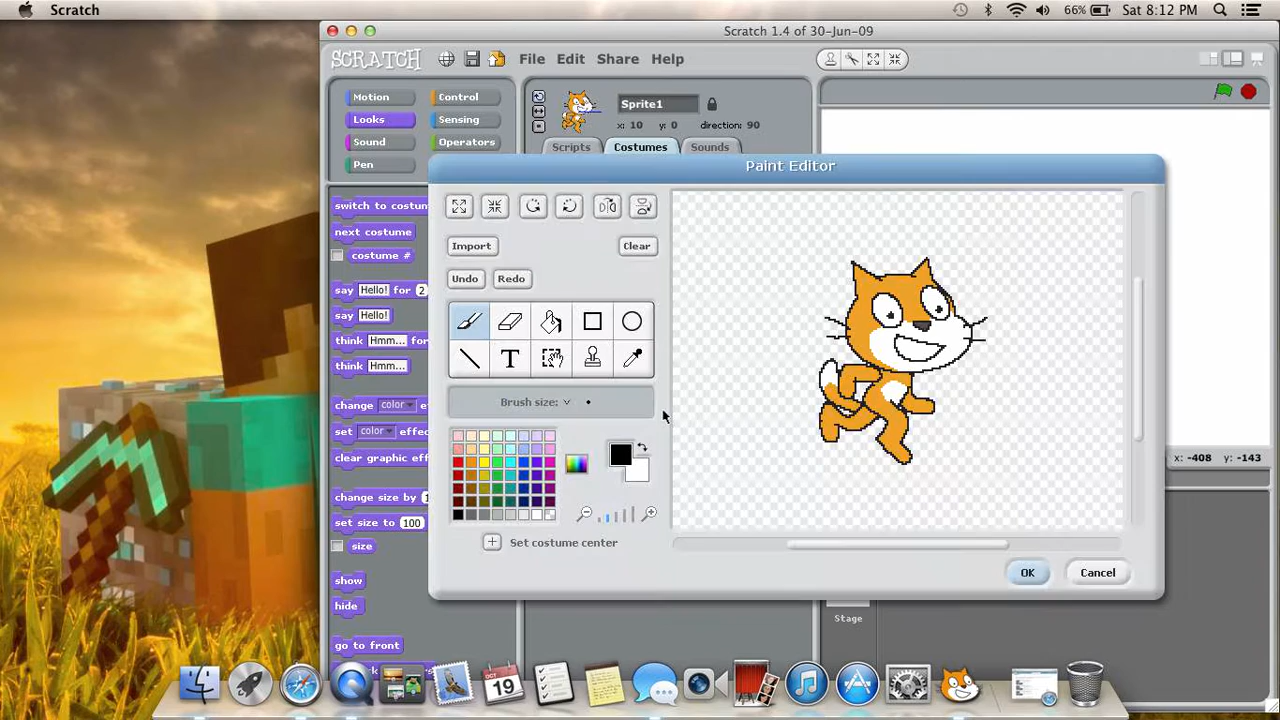 Scratch
66%
Sat 8:12 PM
Scratch 1.4 of 30-Jun-09
SCRATCH
File Edit Share Help
Motion Control
Looks Sensing
Sound Operators
Pen
Sprite1
x: 10 y: 0 direction: 90
Scripts Costumes Sounds
Paint Editor
switch to costum
next costume
costume #
say Hello! for 2
say Hello!
think Hmm... for
think Hmm...
change color e
set color effec
clear graphic eff
change size by 1
set size to 100
size
show
hide
go to front
Import Clear
Undo Redo
T
Brush size:
Set costume center
OK Cancel
x: -408 y: -143
Stage
OCT
19